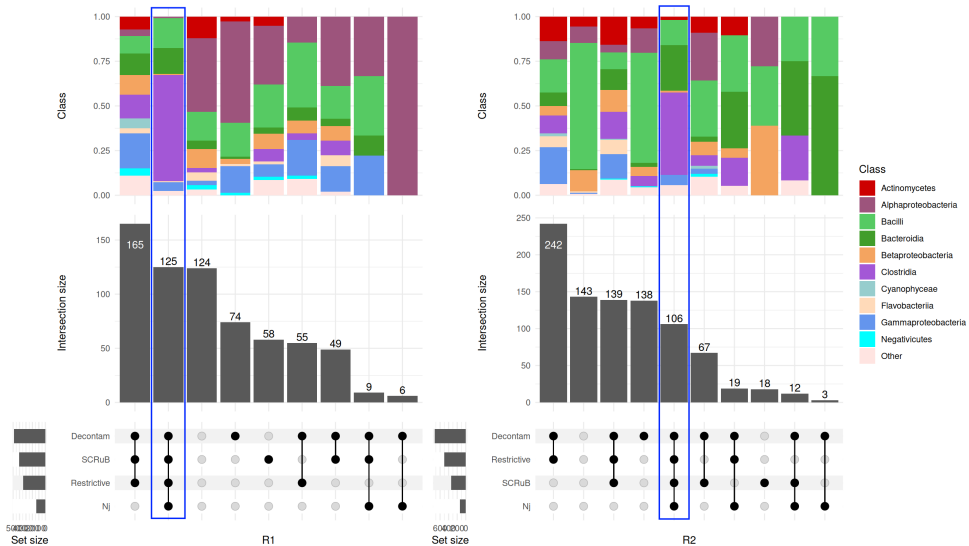 1.00
0.75
0.50
0.25
0.00
Class
150
100
50
0
Intersection size
165
125
124
74
58
55
49
9
6
Decontam
SCRuB
Restrictive
Nj
Set size
R1
1.00
0.75
0.50
0.25
0.00
Class
250
200
150
100
50
0
Intersection size
242
143
139
138
106
67
19
18
12
3
Decontam
Restrictive
SCRuB
Nj
Set size
R2
Class
Actinomycetes
Alphaproteobacteria
Bacilli
Bacteroidia
Betaproteobacteria
Clostridia
Cyanophyceae
Flavobacteriia
Gammaproteobacteria
Negativicutes
Other